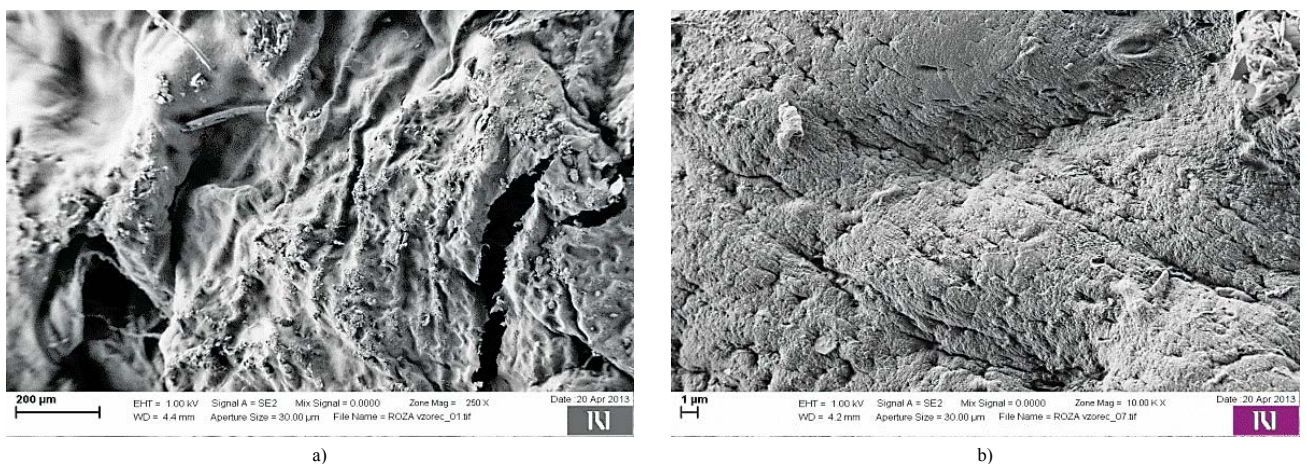 200 µm
EHT = 1.00 kV Signal A = SE2 Mix Signal = 0.0000 Zone Mag = 250 X Date :20 Apr 2013
WD = 4.4 mm Aperture Size = 30.00 µm File Name = ROZA vzorec_01.tif
a)
1 µm
EHT = 1.00 kV Signal A = SE2 Mix Signal = 0.0000 Zone Mag = 10.00 K X Date :20 Apr 2013
WD = 4.2 mm Aperture Size = 30.00 µm File Name = ROZA vzorec_07.tif
b)